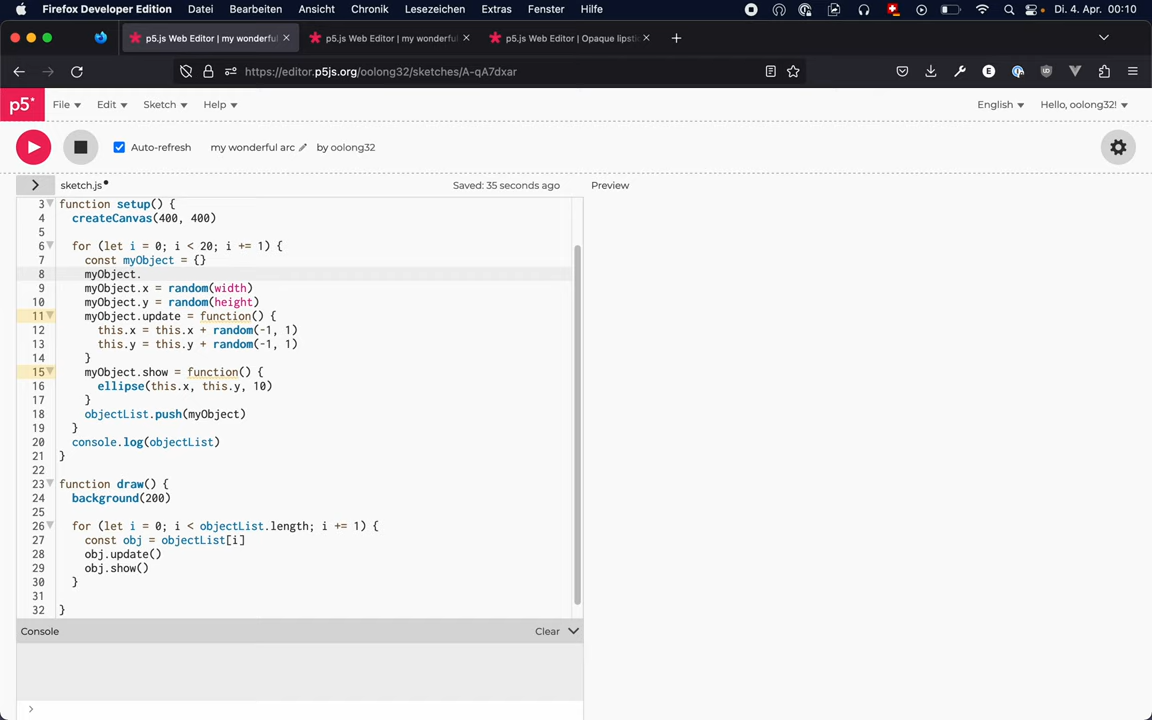 Firefox Developer Edition Datei Bearbeiten Ansicht Chronik Lesezeichen Extras Fenster Hilfe Di. 4. Apr. 00:10
p5.js Web Editor | my wonderful p5.js Web Editor | my wonderful p5.js Web Editor | Opaque lipsti
https://editor.p5js.org/oolong32/sketches/A-qA7dxar
p5* File Edit Sketch Help English Hello, oolong32!
Auto-refresh my wonderful arc by oolong32
sketch.js Saved: 35 seconds ago Preview
3 function setup() {
4 createCanvas(400, 400)
5
6 for (let i = 0; i < 20; i += 1) {
7 const myObject = {}
8 myObject.
9 myObject.x = random(width)
10 myObject.y = random(height)
11 myObject.update = function() {
12 this.x = this.x + random(-1, 1)
13 this.y = this.y + random(-1, 1)
14 }
15 myObject.show = function() {
16 ellipse(this.x, this.y, 10)
17 }
18 objectList.push(myObject)
19 }
20 console.log(objectList)
21 }
22
23 function draw() {
24 background(200)
25
26 for (let i = 0; i < objectList.length; i += 1) {
27 const obj = objectList[i]
28 obj.update()
29 obj.show()
30 }
31
32 }
Console Clear